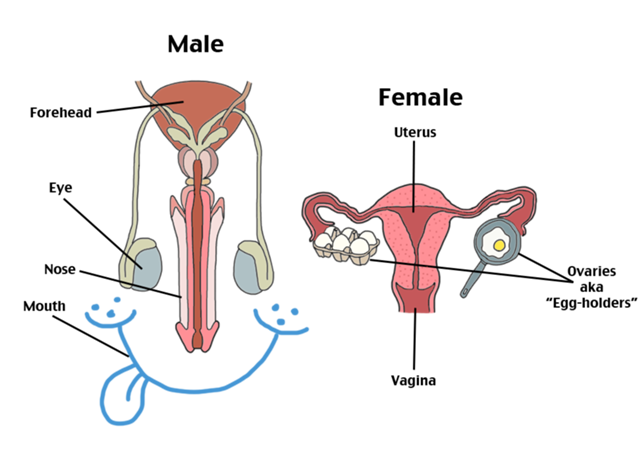 Male
Forehead
Eye
Nose
Mouth
Female
Uterus
Ovaries
aka
“Egg-holders”
Vagina